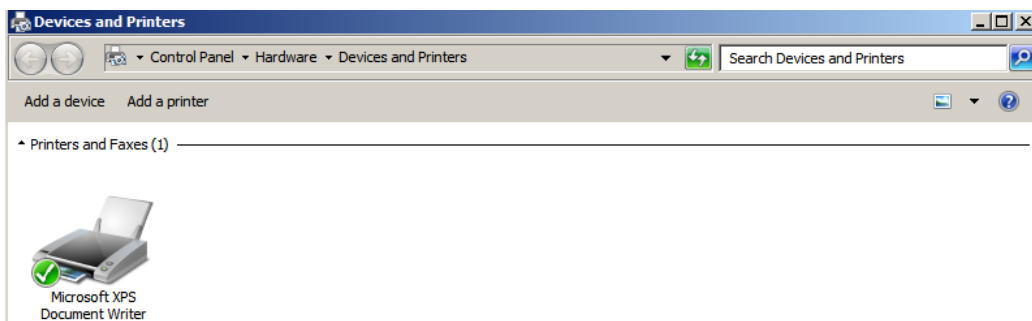 Devices and Printers
Control Panel Hardware Devices and Printers
Search Devices and Printers
Add a device Add a printer
Printers and Faxes (1)
Microsoft XPS
Document Writer